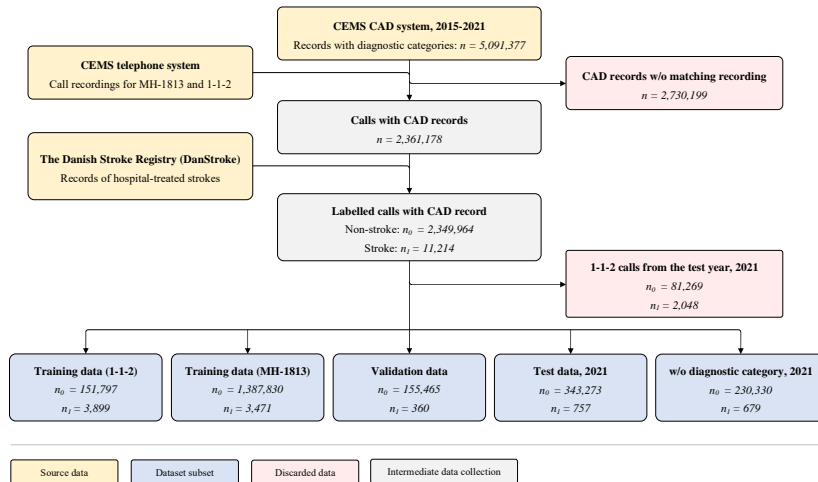 CEMS CAD system, 2015-2021
Records with diagnostic categories: n = 5,091,377
CEMS telephone system
Call recordings for MH-1813 and 1-1-2
CAD records w/o matching recording
n = 2,730,199
Calls with CAD records
n = 2,361,178
The Danish Stroke Registry (DanStroke)
Records of hospital-treated strokes
Labelled calls with CAD record
Non-stroke: n₀ = 2,349,964
Stroke: n₁ = 11,214
1-1-2 calls from the test year, 2021
n₀ = 81,269
n₁ = 2,048
Training data (1-1-2)
n₀ = 151,797
n₁ = 3,899
Training data (MH-1813)
n₀ = 1,387,830
n₁ = 3,471
Validation data
n₀ = 155,465
n₁ = 360
Test data, 2021
n₀ = 343,273
n₁ = 757
w/o diagnostic category, 2021
n₀ = 230,330
n₁ = 679
Source data
Dataset subset
Discarded data
Intermediate data collection